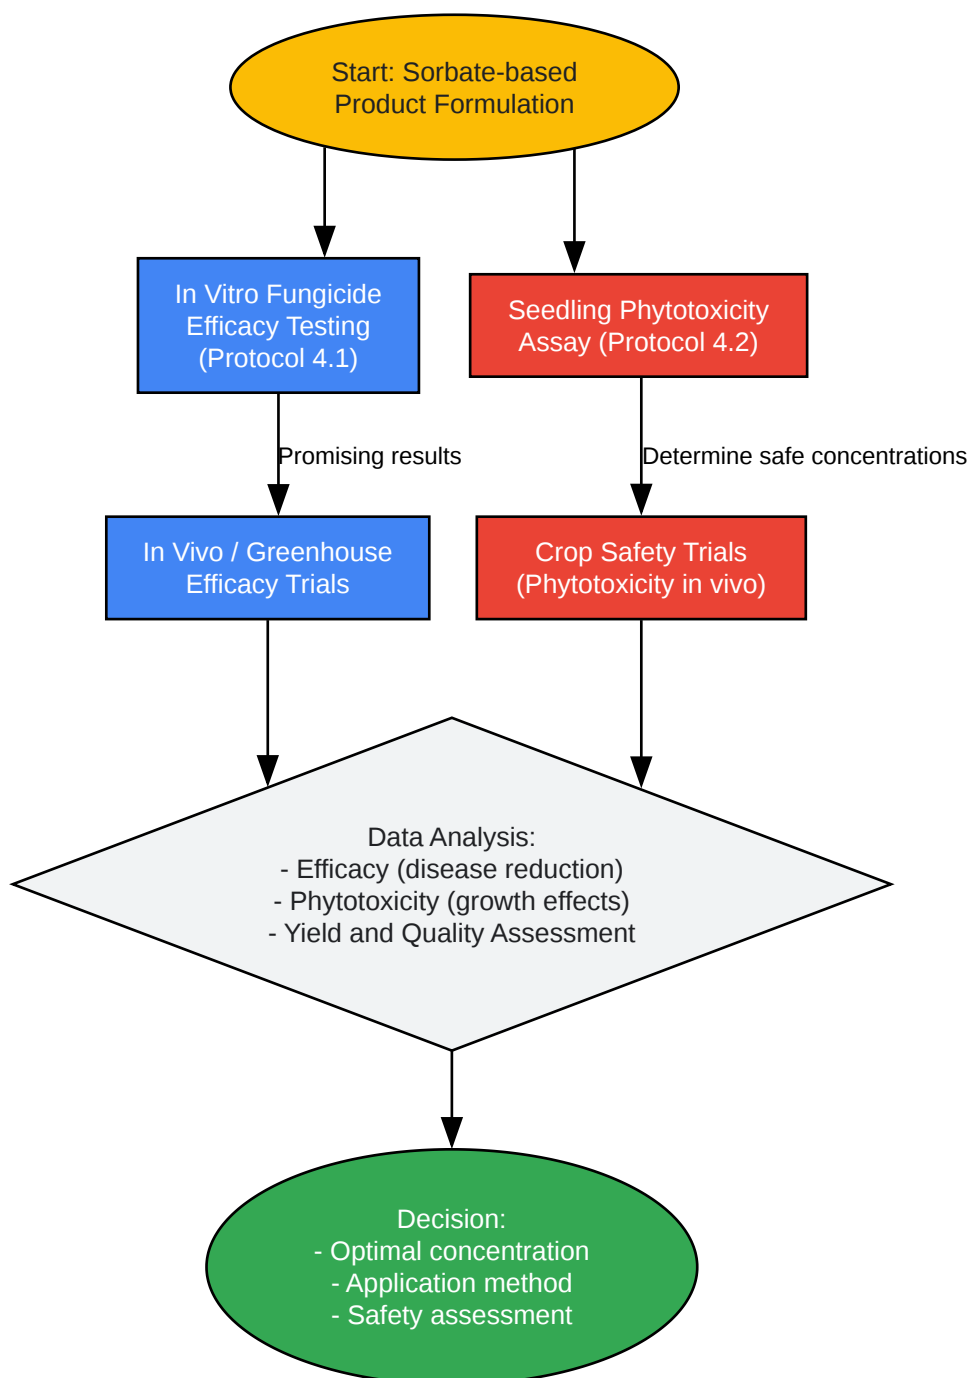 Start: Sorbate-based
Product Formulation
In Vitro Fungicide
Efficacy Testing
(Protocol 4.1)
Seedling Phytotoxicity
Assay (Protocol 4.2)
Promising results
Determine safe concentrations
In Vivo / Greenhouse
Efficacy Trials
Crop Safety Trials
(Phytotoxicity in vivo)
Data Analysis:
- Efficacy (disease reduction)
- Phytotoxicity (growth effects)
- Yield and Quality Assessment
Decision:
- Optimal concentration
- Application method
- Safety assessment